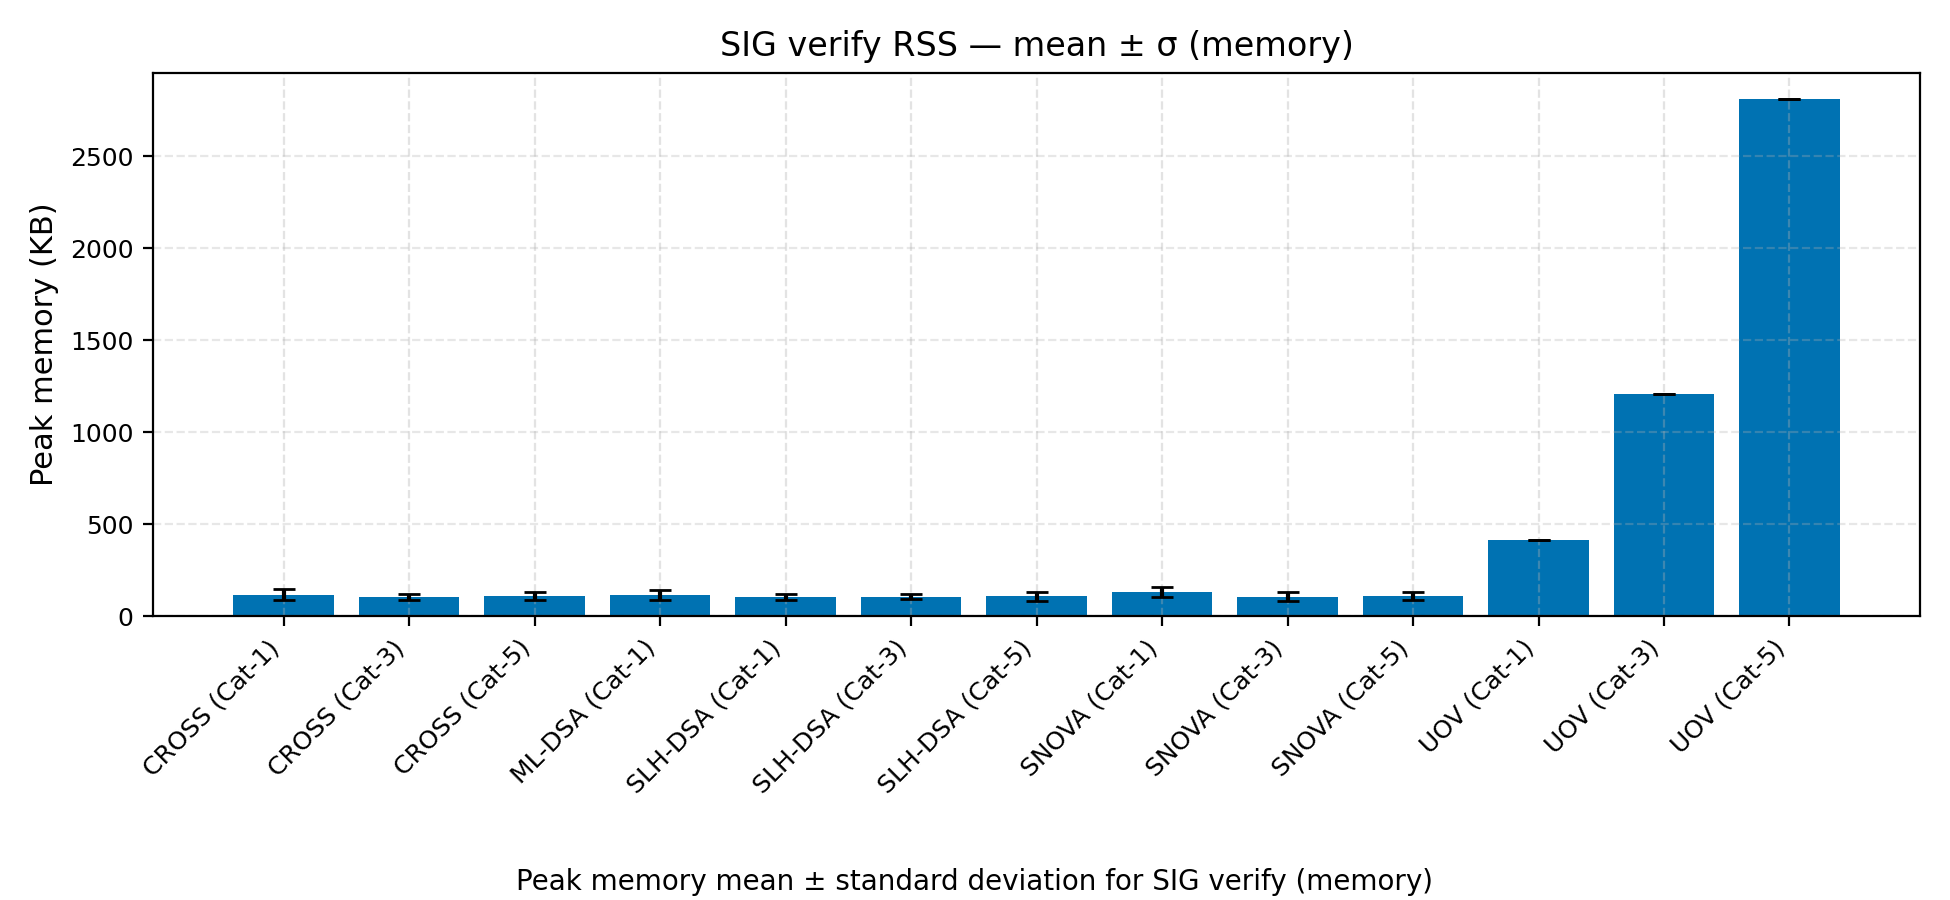 SIG verify RSS — mean ± σ (memory)
Peak memory (KB)
2500
2000
1500
1000
500
0
CROSS (Cat-1)
CROSS (Cat-3)
CROSS (Cat-5)
ML-DSA (Cat-1)
SLH-DSA (Cat-1)
SLH-DSA (Cat-3)
SLH-DSA (Cat-5)
SNOVA (Cat-1)
SNOVA (Cat-3)
SNOVA (Cat-5)
UOV (Cat-1)
UOV (Cat-3)
UOV (Cat-5)
Peak memory mean ± standard deviation for SIG verify (memory)